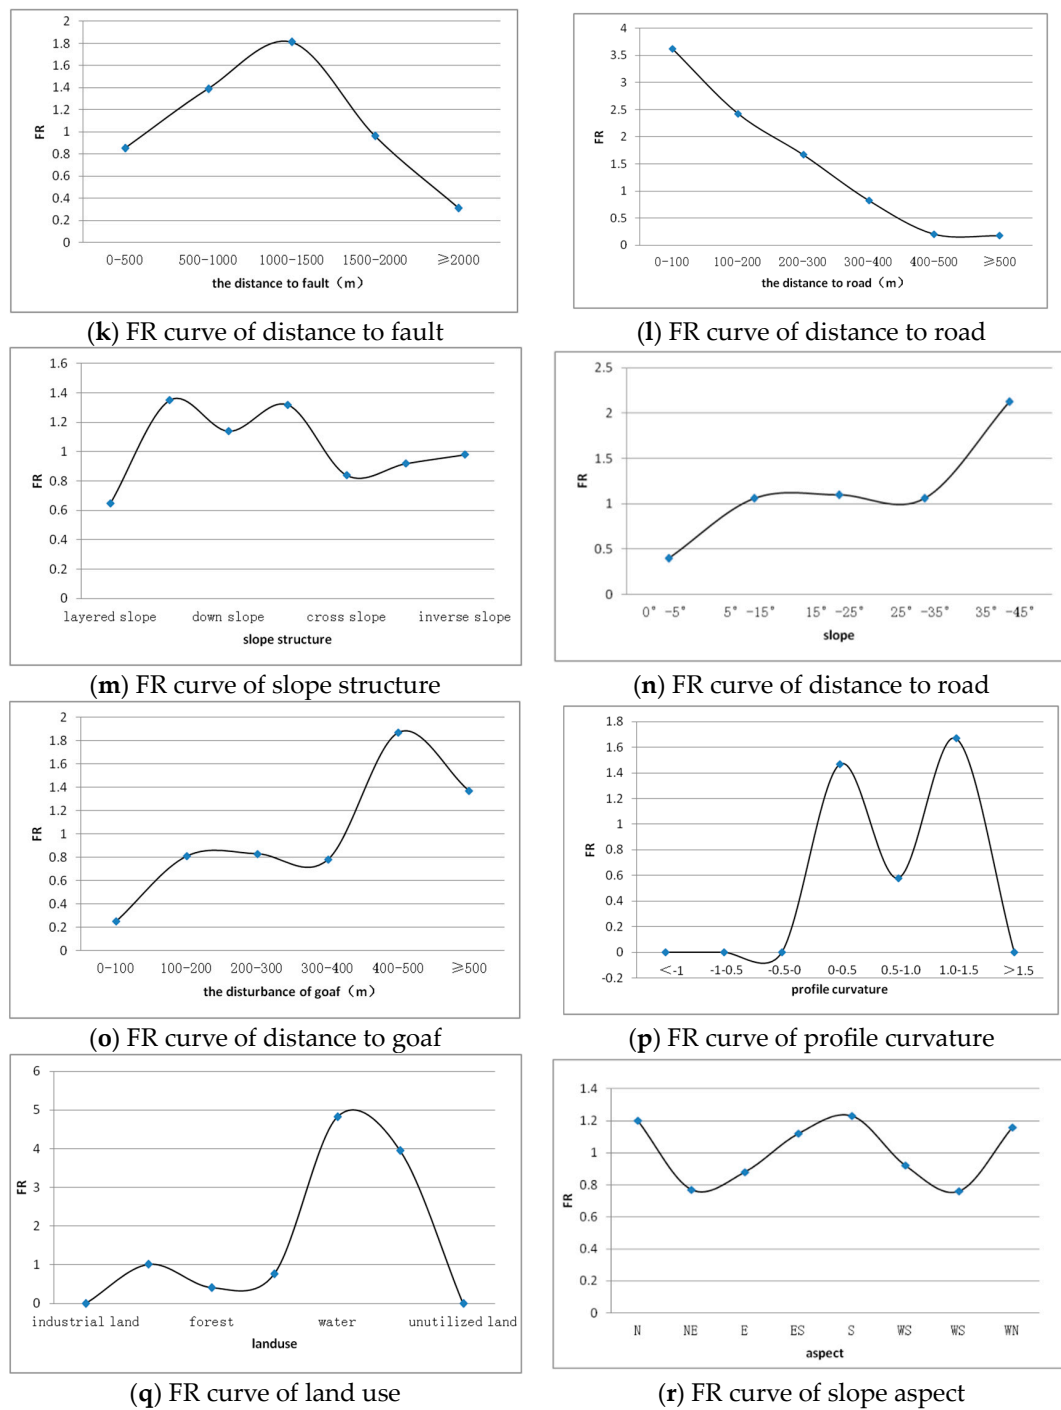 2
1.8
1.6
1.4
1.2
1
0.8
0.6
0.4
0.2
0
FR
0-500 500-1000 1000-1500 1500-2000 ≥2000
the distance to fault（m）
(k) FR curve of distance to fault
4
3.5
3
2.5
2
1.5
1
0.5
0
FR
0-100 100-200 200-300 300-400 400-500 ≥500
the distance to road（m）
(l) FR curve of distance to road
1.6
1.4
1.2
1
0.8
0.6
0.4
0.2
0
FR
layered slope down slope cross slope inverse slope
slope structure
(m) FR curve of slope structure
2.5
2
1.5
1
0.5
0
FR
0° -5° 5° -15° 15° -25° 25° -35° 35° -45°
slope
(n) FR curve of distance to road
2
1.8
1.6
1.4
1.2
1
0.8
0.6
0.4
0.2
0
FR
0-100 100-200 200-300 300-400 400-500 ≥500
the disturbance of goaf（m）
(o) FR curve of distance to goaf
1.8
1.6
1.4
1.2
1
0.8
0.6
0.4
0.2
0
-0.2
FR
＜-1 -1-0.5 -0.5-0 0-0.5 0.5-1.0 1.0-1.5 ＞1.5
profile curvature
(p) FR curve of profile curvature
6
5
4
3
2
1
0
FR
industrial land forest water unutilized land
landuse
(q) FR curve of land use
1.4
1.2
1
0.8
0.6
0.4
0.2
0
FR
N NE E ES S WS WS WN
aspect
(r) FR curve of slope aspect